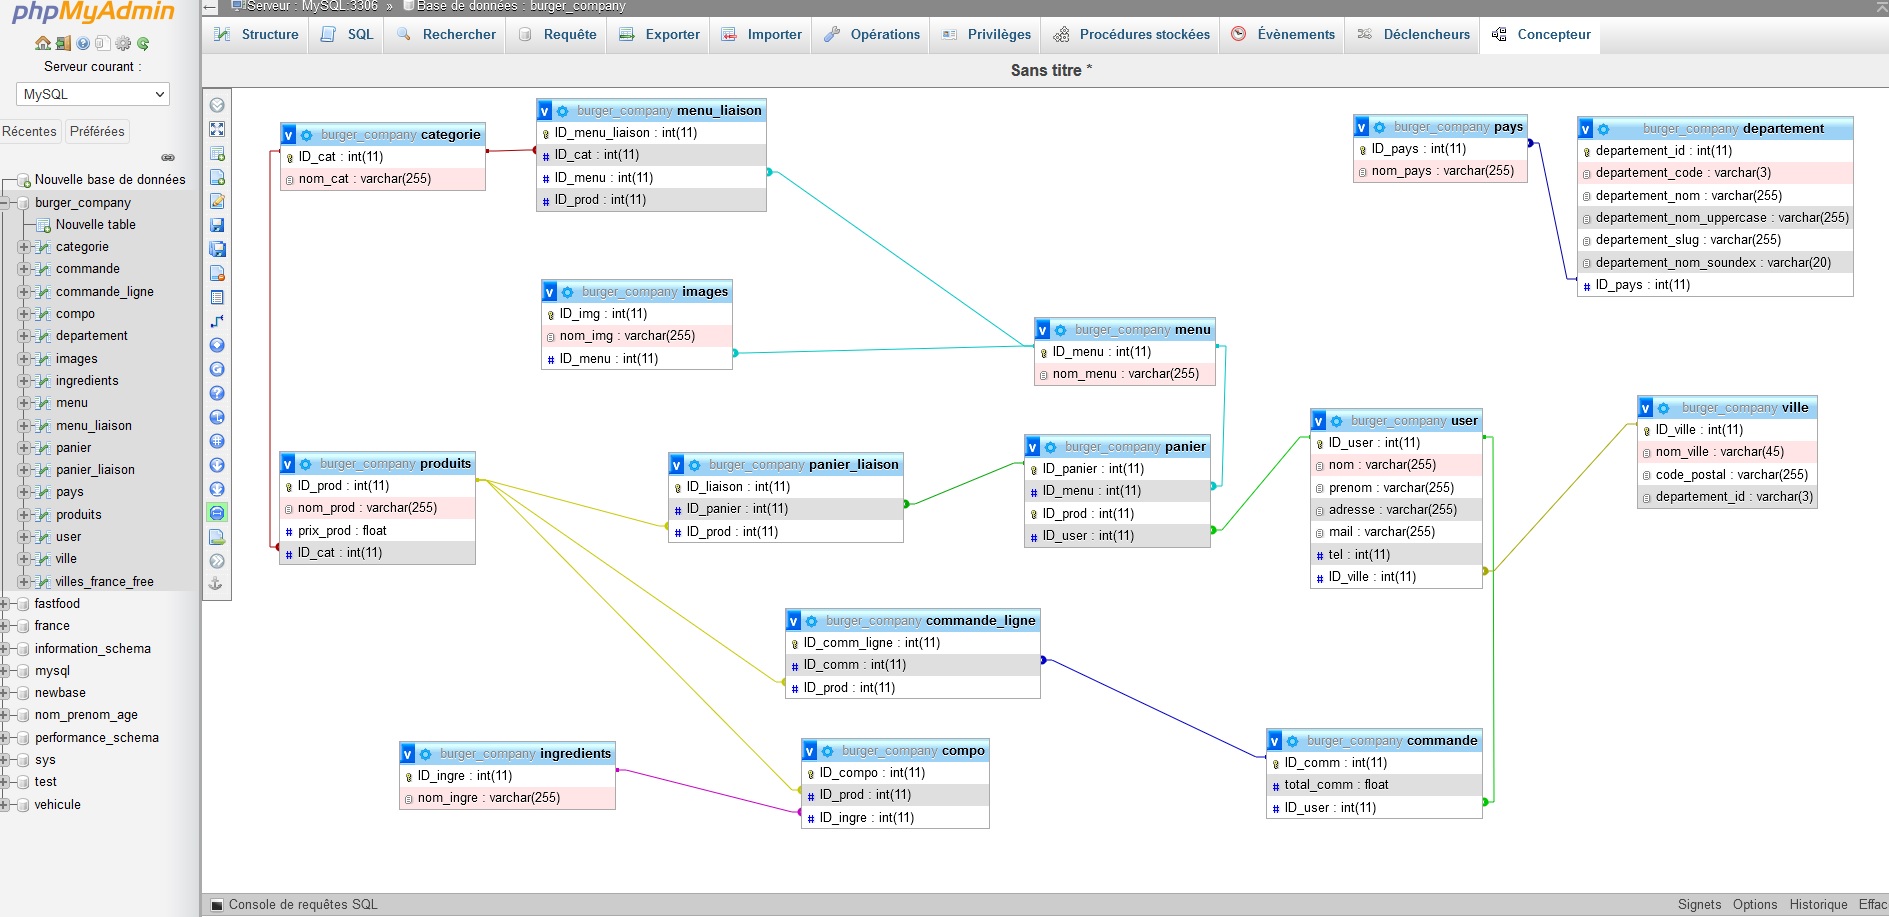 phpMyAdmin
Serveur courant :
MySQL
Récentes
Préférées
Nouvelle base de données
burger_company
Nouvelle table
categorie
commande
commande_ligne
compo
departement
images
ingredients
menu
menu_liaison
panier
panier_liaison
pays
produits
user
ville
villes_france_free
fastfood
france
information_schema
mysql
newbase
nom_prenom_age
performance_schema
sys
test
vehicule
Serveur : MySQL:3306 » Base de données : burger_company
Structure SQL Rechercher Requête Exporter Importer Opérations Privilèges Procédures stockées Évènements Déclencheurs Concepteur
Sans titre *
v burger_company categorie
ID_cat : int(11)
nom_cat : varchar(255)
v burger_company menu_liaison
ID_menu_liaison : int(11)
# ID_cat : int(11)
# ID_menu : int(11)
# ID_prod : int(11)
v burger_company pays
ID_pays : int(11)
nom_pays : varchar(255)
v burger_company departement
departement_id : int(11)
departement_code : varchar(3)
departement_nom : varchar(255)
departement_nom_uppercase : varchar(255)
departement_slug : varchar(255)
departement_nom_soundex : varchar(20)
# ID_pays : int(11)
v burger_company images
ID_img : int(11)
nom_img : varchar(255)
# ID_menu : int(11)
v burger_company menu
ID_menu : int(11)
nom_menu : varchar(255)
v burger_company produits
ID_prod : int(11)
nom_prod : varchar(255)
# prix_prod : float
# ID_cat : int(11)
v burger_company panier_liaison
ID_liaison : int(11)
# ID_panier : int(11)
# ID_prod : int(11)
v burger_company panier
ID_panier : int(11)
# ID_menu : int(11)
ID_prod : int(11)
# ID_user : int(11)
v burger_company user
ID_user : int(11)
nom : varchar(255)
prenom : varchar(255)
adresse : varchar(255)
mail : varchar(255)
# tel : int(11)
# ID_ville : int(11)
v burger_company ville
ID_ville : int(11)
nom_ville : varchar(45)
code_postal : varchar(255)
departement_id : varchar(3)
v burger_company commande_ligne
ID_comm_ligne : int(11)
# ID_comm : int(11)
# ID_prod : int(11)
v burger_company ingredients
ID_ingre : int(11)
nom_ingre : varchar(255)
v burger_company compo
ID_compo : int(11)
# ID_prod : int(11)
# ID_ingre : int(11)
v burger_company commande
ID_comm : int(11)
# total_comm : float
# ID_user : int(11)
Console de requêtes SQL
Signets Options Historique Effac